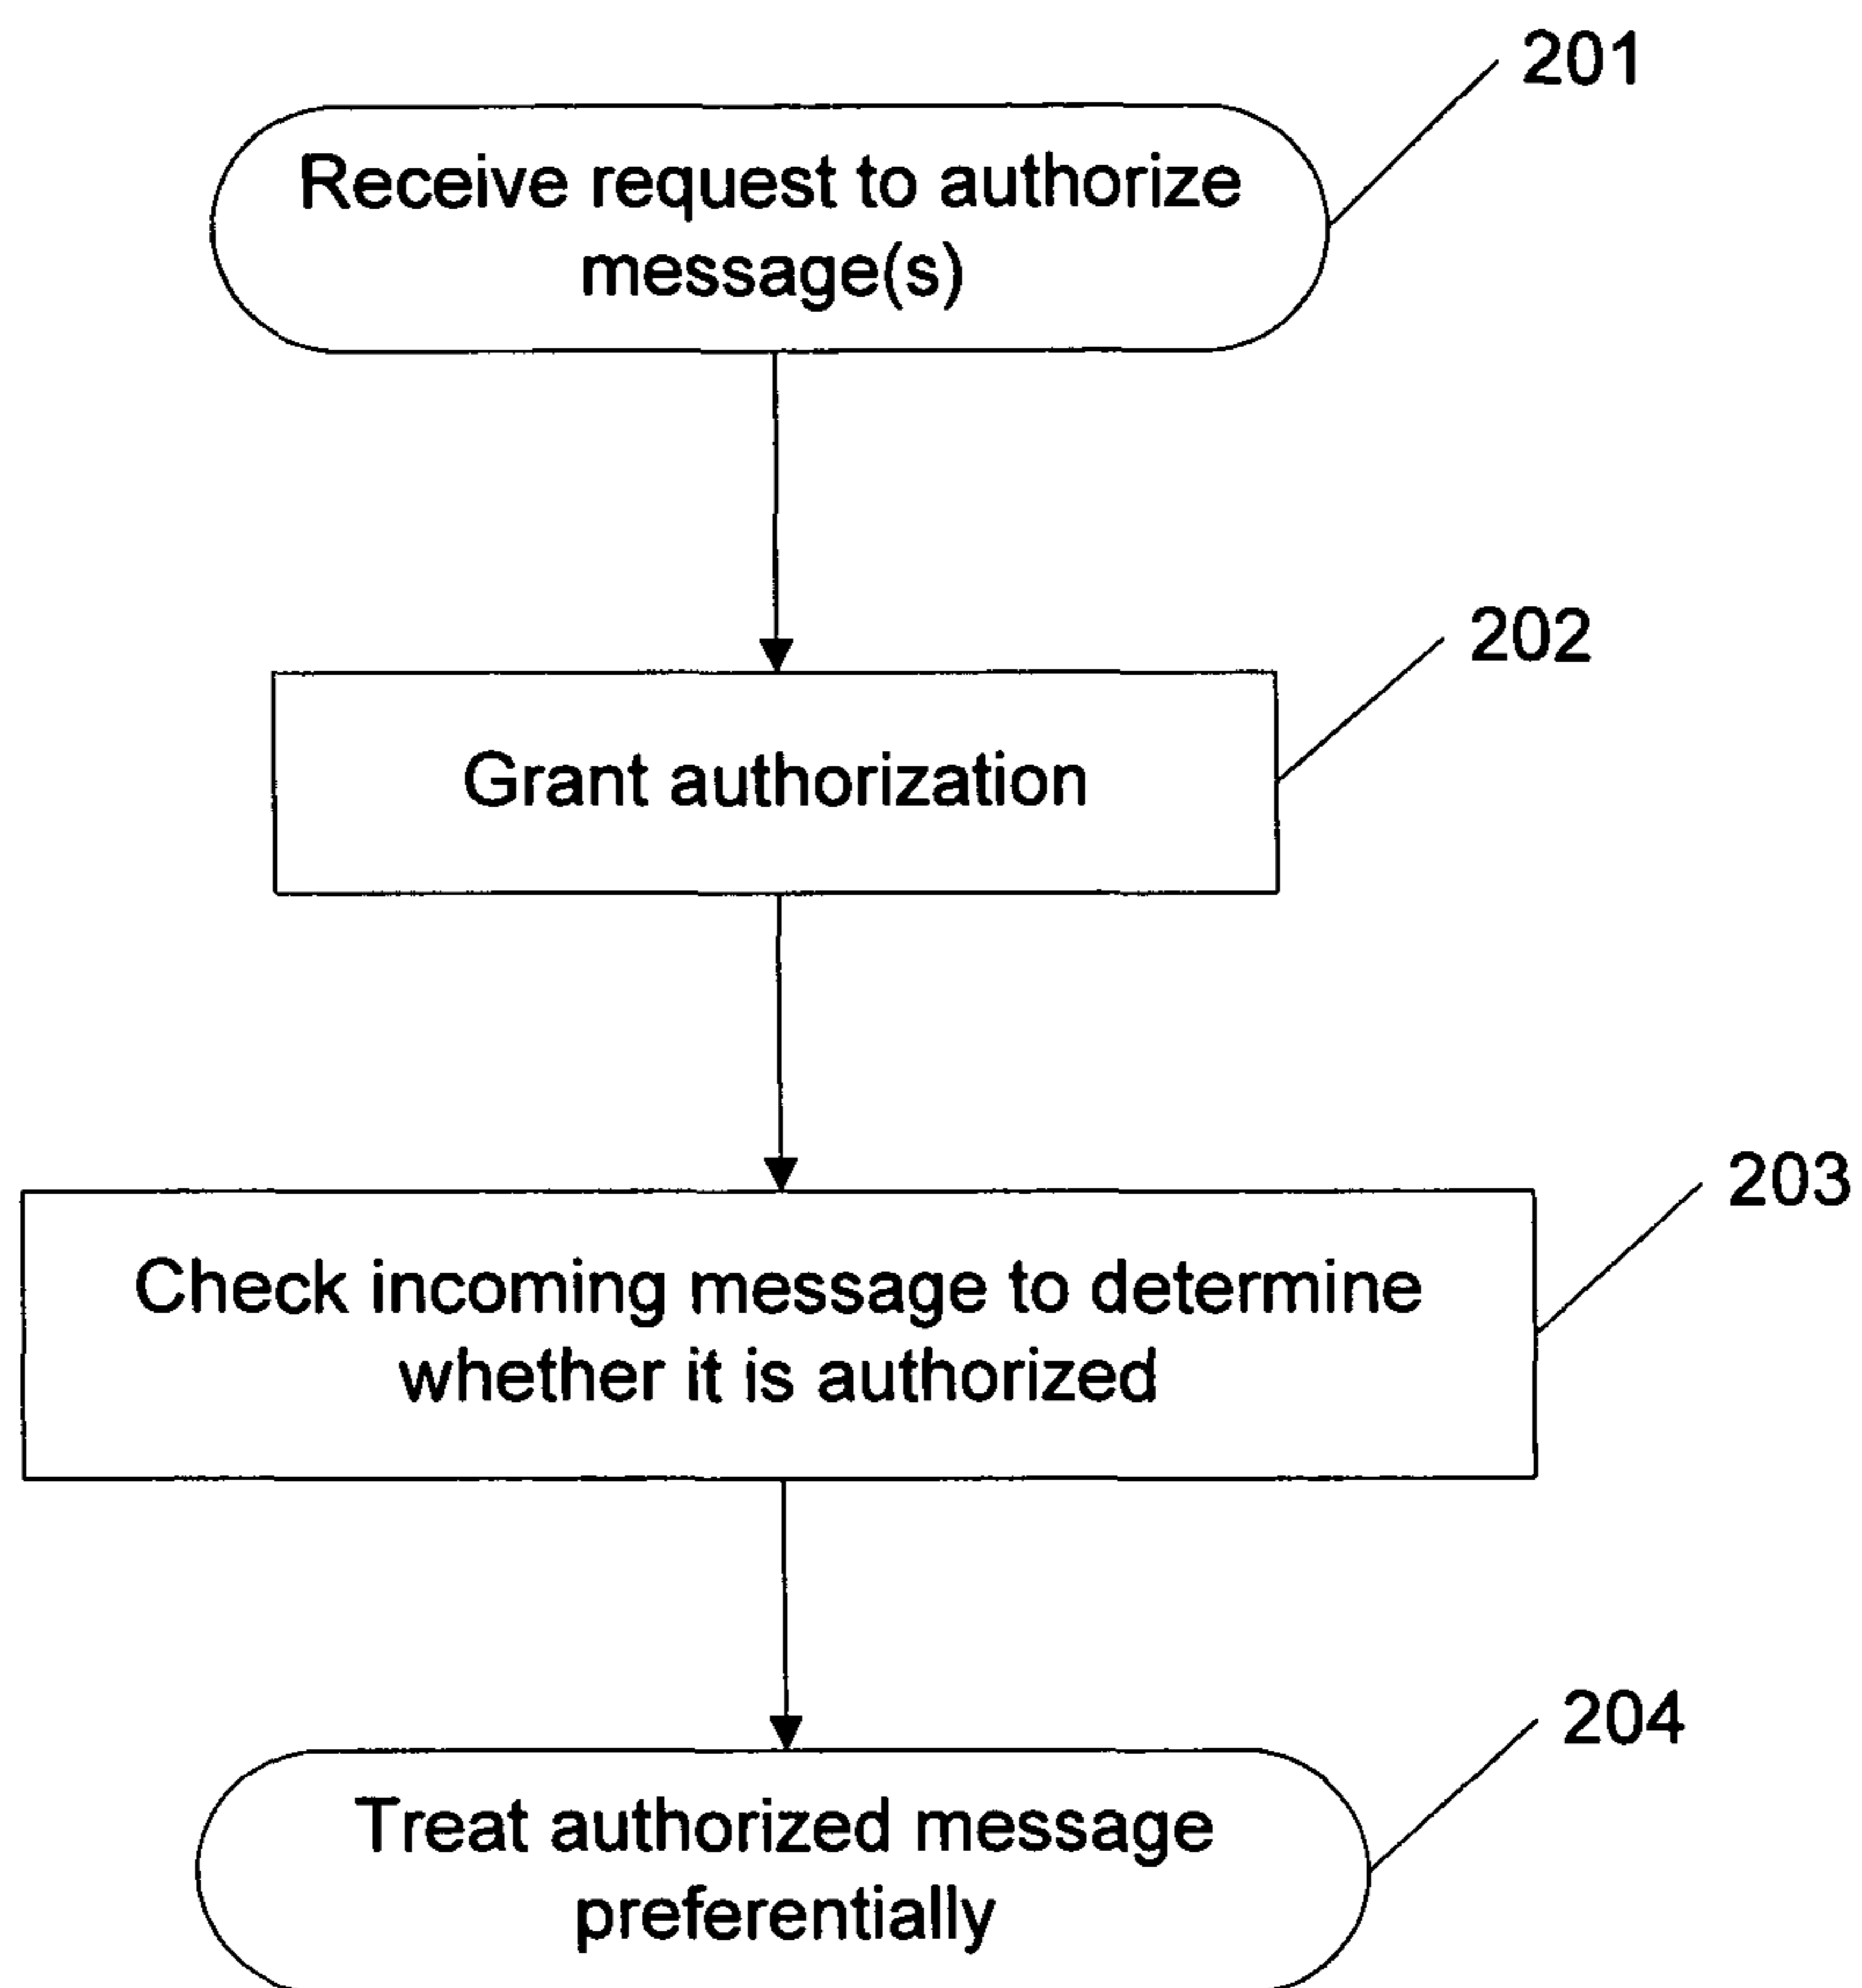 201
Receive request to authorize
message(s)
202
Grant authorization
203
Check incoming message to determine
whether it is authorized
204
Treat authorized message
preferentially